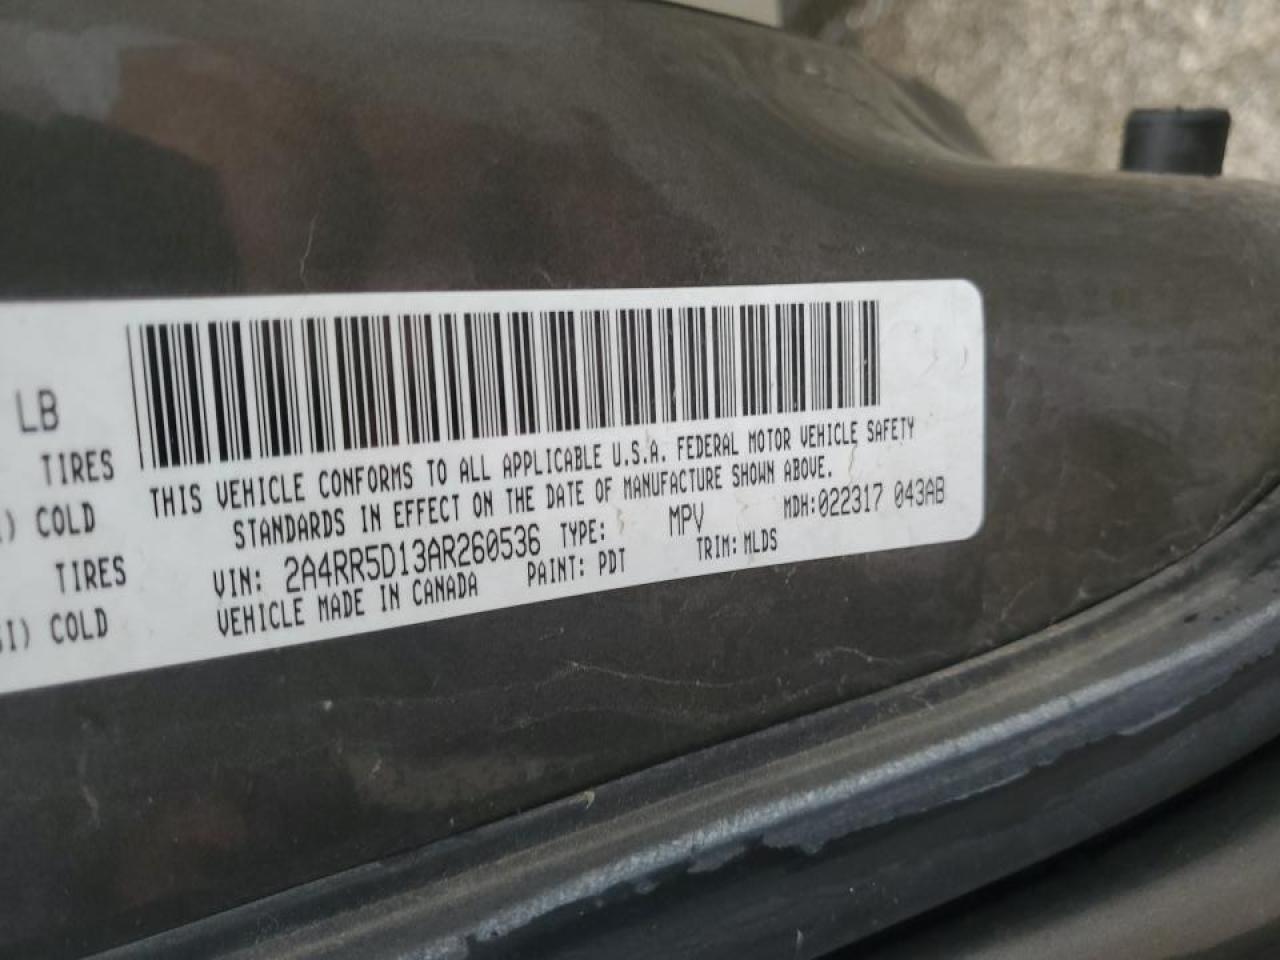 LB
TIRES
) COLD
TIRES
SI) COLD
THIS VEHICLE CONFORMS TO ALL APPLICABLE U.S.A. FEDERAL MOTOR VEHICLE SAFETY
STANDARDS IN EFFECT ON THE DATE OF MANUFACTURE SHOWN ABOVE.
VIN: 2A4RR5D13AR260536 TYPE: MPV MDH:022317 043AB
VEHICLE MADE IN CANADA PAINT: PDT TRIM: MLDS